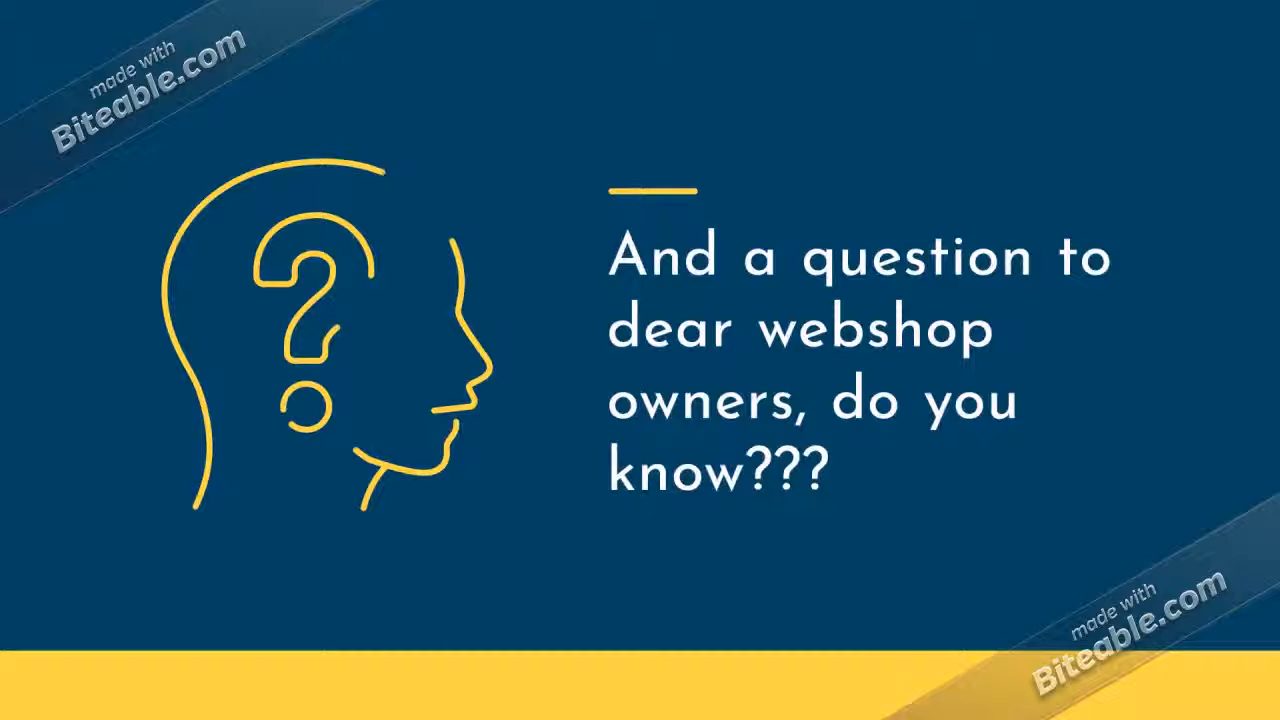 made with
Biteable.com
And a question to
dear webshop
owners, do you
know???
made with
Biteable.com